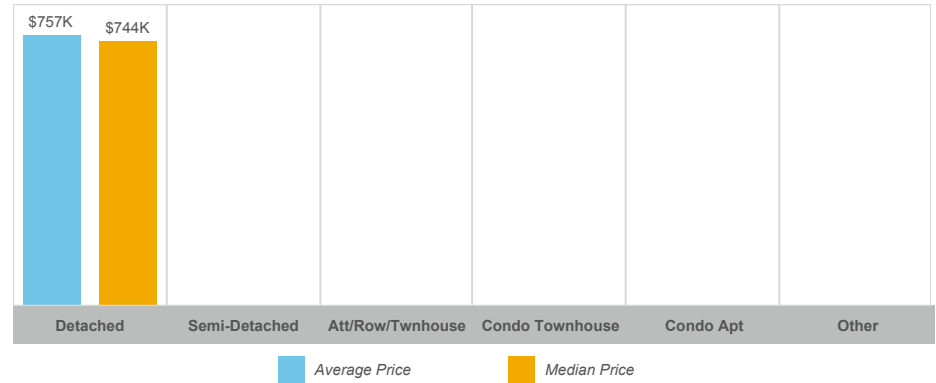 $757K
$744K
Detached Semi-Detached Att/Row/Twnhouse Condo Townhouse Condo Apt Other
Average Price Median Price